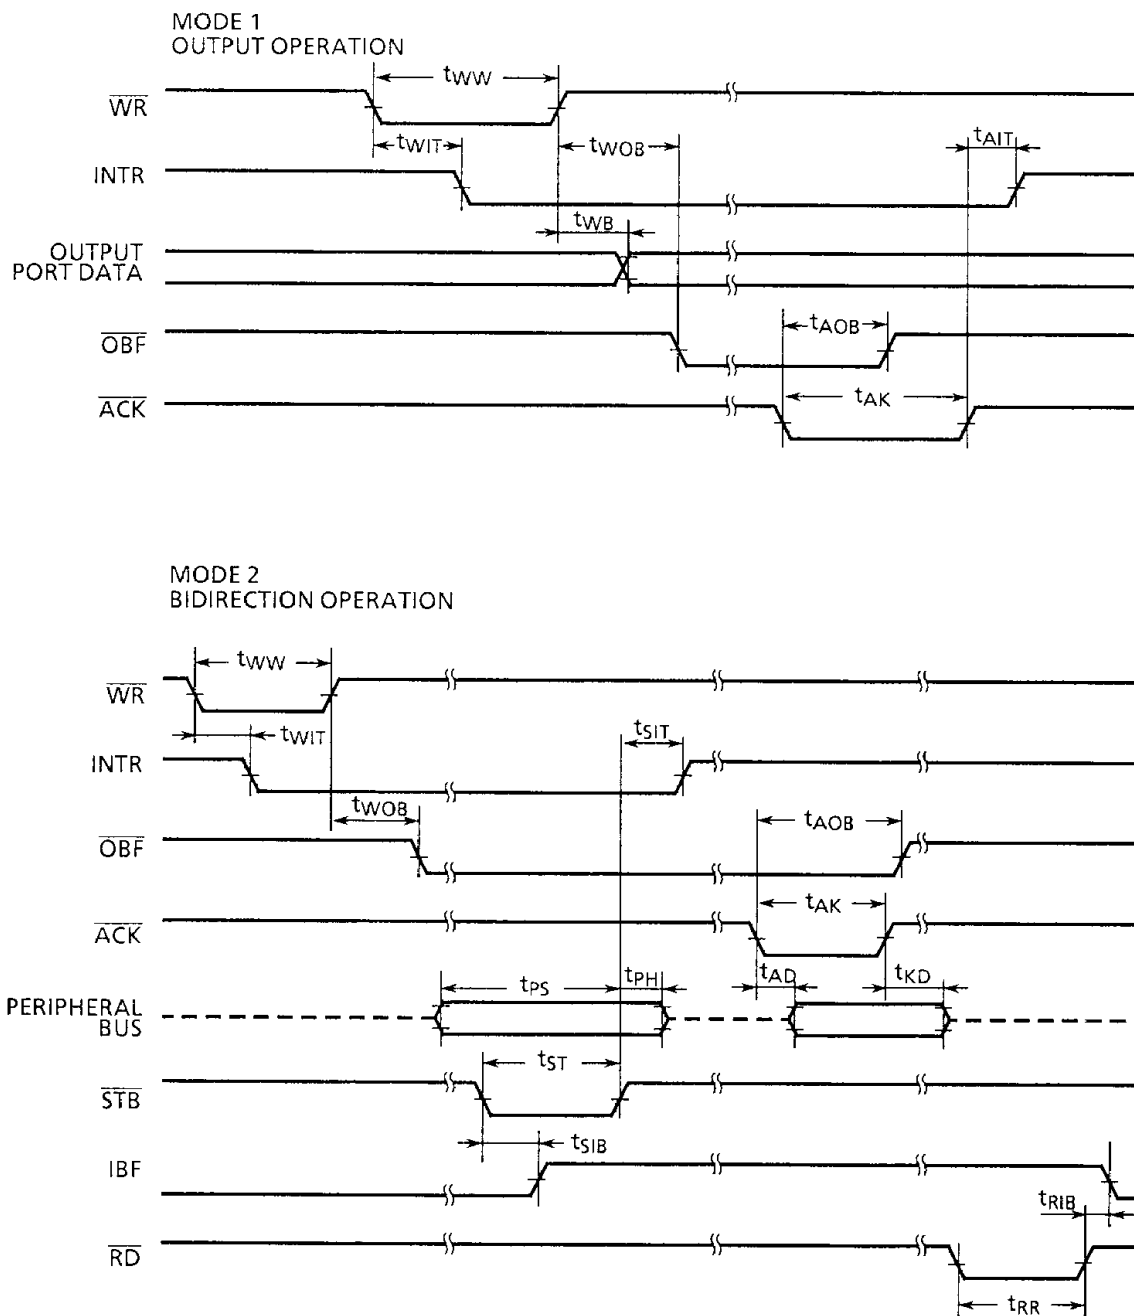 MODE 1
OUTPUT OPERATION
tWW
WR
tWIT
tWOB
tAIT
INTR
tWB
OUTPUT
PORT DATA
tAOB
OBF
tAK
ACK
MODE 2
BIDIRECTION OPERATION
tWW
WR
tWIT
tSIT
INTR
tWOB
tAOB
OBF
tAK
ACK
tAD
tKD
tPS
tPH
PERIPHERAL
BUS
tST
STB
tSIB
IBF
tRIB
RD
tRR